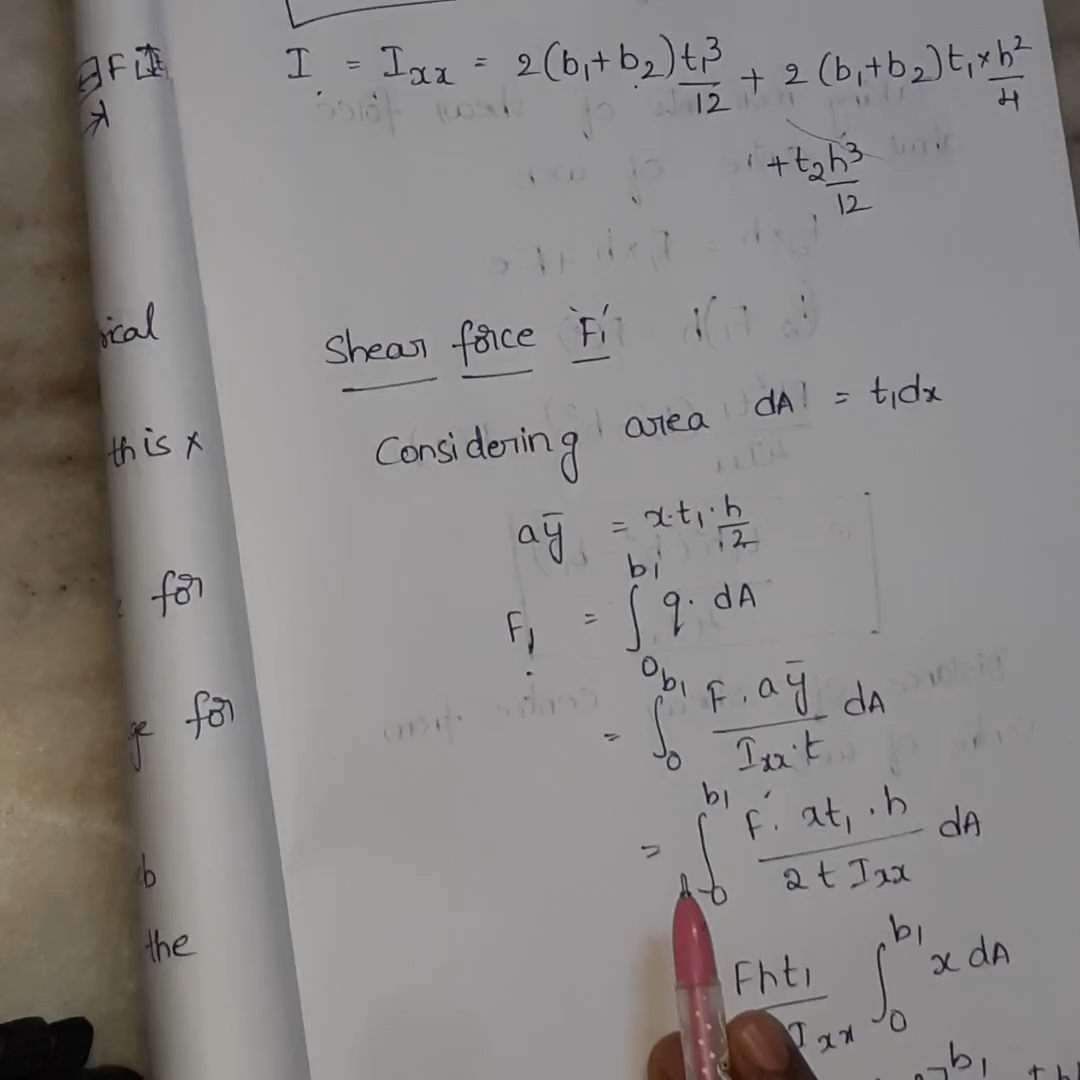 I = Ixx = 2(b₁+b₂)t₁³/12 + 2(b₁+b₂)t₁×h²/4
+ t₂h³/12
ical
Shear force 'F₁'
this x
Considering area dA = t₁dx
aȳ = x·t₁·h/2
for
F₁ = ∫₀^b₁ q. dA
for
= ∫₀^b₁ F.aȳ/Ixx·t dA
= ∫₀^b₁ F. xt₁.h/2tIxx dA
b
the
Fht₁/Ixx ∫₀^b₁ x dA
b₁